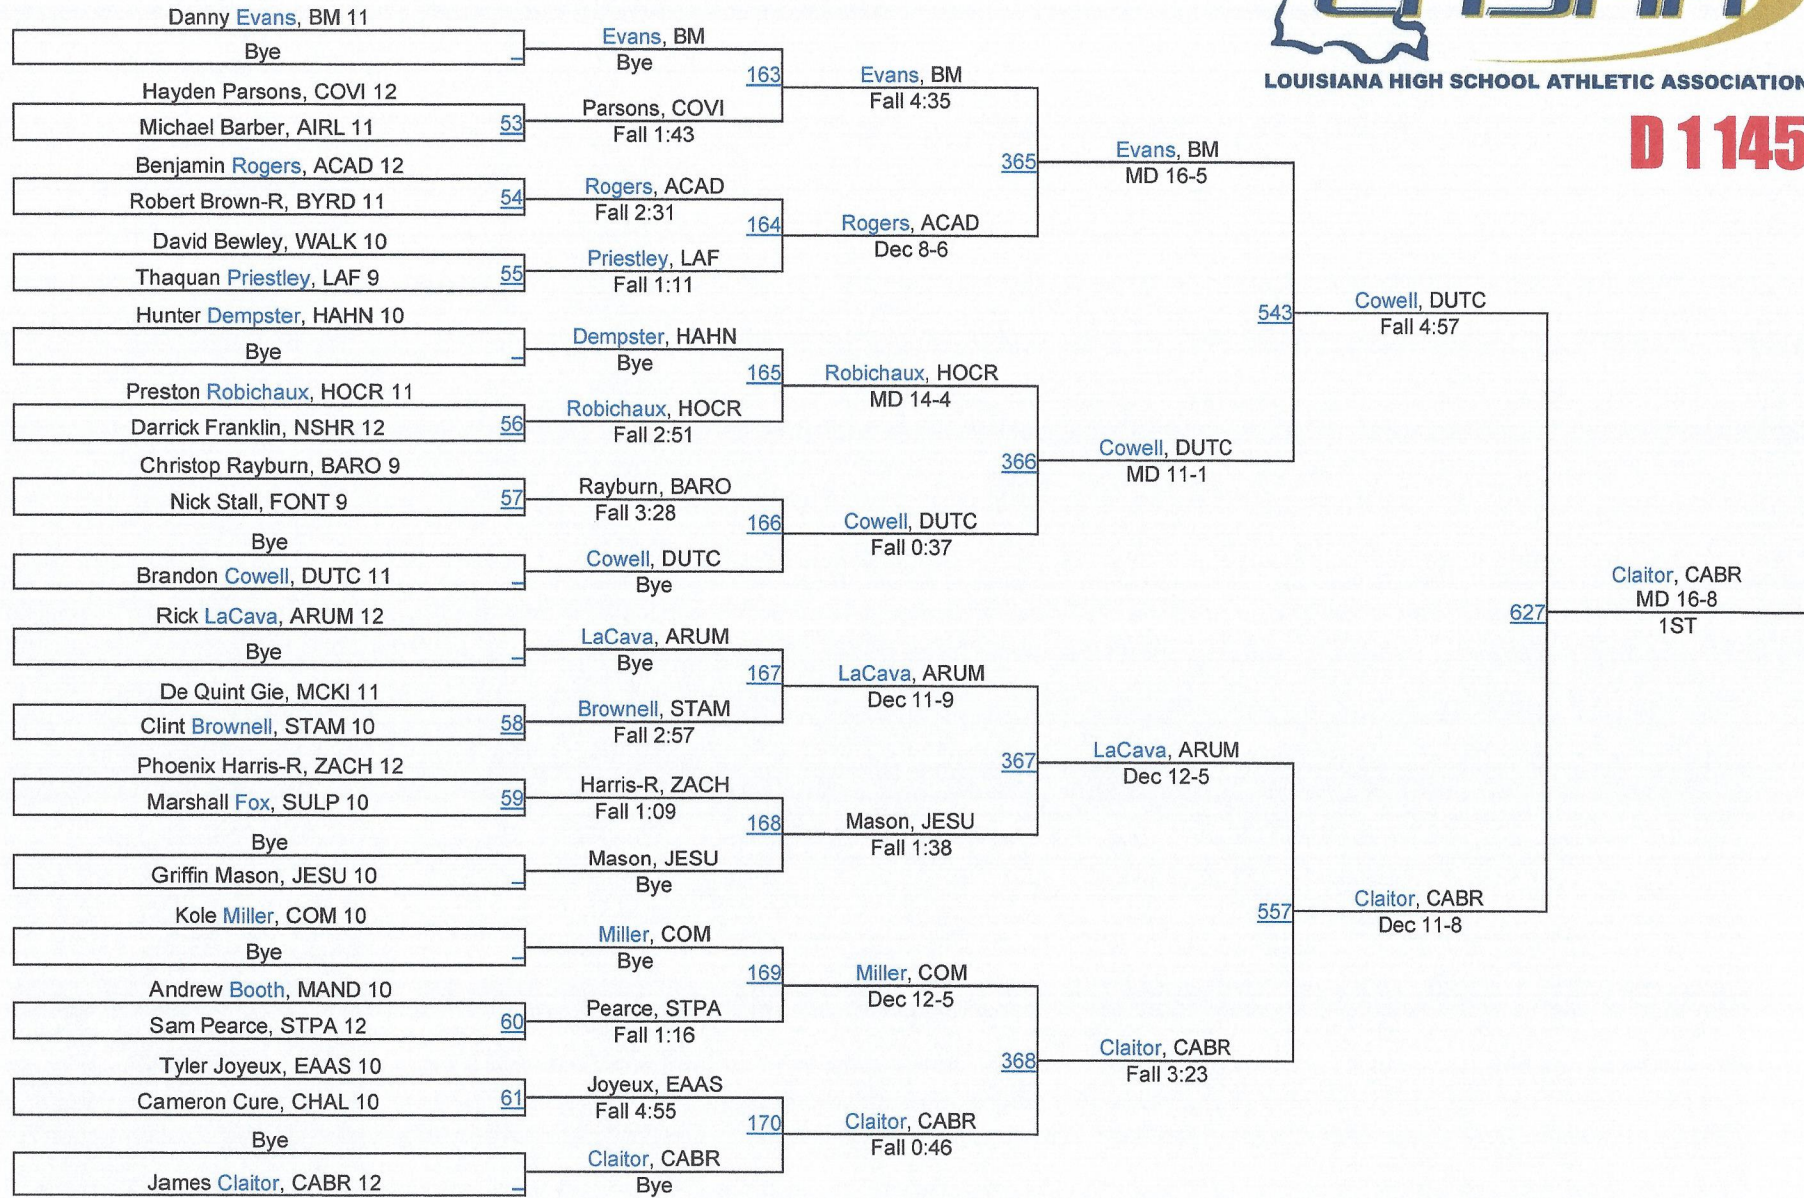 Danny Evans, BM 11
Bye
Hayden Parsons, COVI 12
Michael Barber, AIRL 11
53
Benjamin Rogers, ACAD 12
Robert Brown-R, BYRD 11
54
David Bewley, WALK 10
Thaquan Priestley, LAF 9
55
Hunter Dempster, HAHN 10
Bye
Preston Robichaux, HOCR 11
Darrick Franklin, NSHR 12
56
Christop Rayburn, BARO 9
Nick Stall, FONT 9
57
Bye
Brandon Cowell, DUTC 11
Rick LaCava, ARUM 12
Bye
De Quint Gie, MCKI 11
Clint Brownell, STAM 10
58
Phoenix Harris-R, ZACH 12
Marshall Fox, SULP 10
59
Bye
Griffin Mason, JESU 10
Kole Miller, COM 10
Bye
Andrew Booth, MAND 10
Sam Pearce, STPA 12
60
Tyler Joyeux, EAAS 10
Cameron Cure, CHAL 10
61
Bye
James Claitor, CABR 12
Evans, BM
Bye
163
Parsons, COVI
Fall 1:43
Rogers, ACAD
Fall 2:31
164
Priestley, LAF
Fall 1:11
Dempster, HAHN
Bye
165
Robichaux, HOCR
Fall 2:51
Rayburn, BARO
Fall 3:28
166
Cowell, DUTC
Bye
LaCava, ARUM
Bye
167
Brownell, STAM
Fall 2:57
Harris-R, ZACH
Fall 1:09
168
Mason, JESU
Bye
Miller, COM
Bye
169
Pearce, STPA
Fall 1:16
Joyeux, EAAS
Fall 4:55
170
Claitor, CABR
Bye
Evans, BM
Fall 4:35
365
Rogers, ACAD
Dec 8-6
Robichaux, HOCR
MD 14-4
366
Cowell, DUTC
Fall 0:37
LaCava, ARUM
Dec 11-9
367
Mason, JESU
Fall 1:38
Miller, COM
Dec 12-5
368
Claitor, CABR
Fall 0:46
Evans, BM
MD 16-5
543
Cowell, DUTC
MD 11-1
LaCava, ARUM
Dec 12-5
557
Claitor, CABR
Fall 3:23
Cowell, DUTC
Fall 4:57
627
Claitor, CABR
Dec 11-8
Claitor, CABR
MD 16-8
1ST
LOUISIANA HIGH SCHOOL ATHLETIC ASSOCIATION
D 1 145